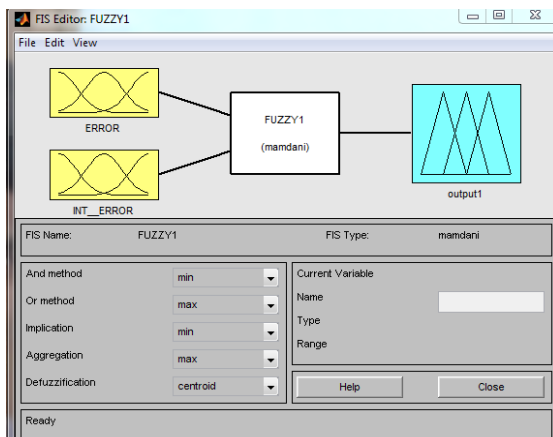 FIS Editor: FUZZY1
File Edit View
ERROR
FUZZY1
(mamdani)
INT__ERROR
output1
FIS Name: FUZZY1 FIS Type: mamdani
And method min
Or method max
Implication min
Aggregation max
Defuzzification centroid
Current Variable
Name
Type
Range
Help Close
Ready